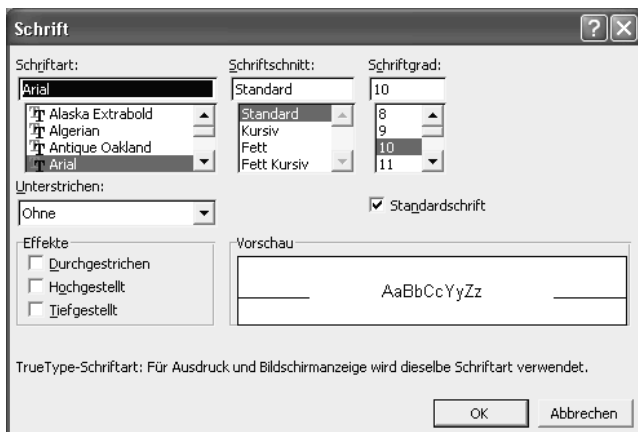 Schrift
Schriftart: Schriftschnitt: Schriftgrad:
Arial Standard 10
Alaska Extrabold Standard 8
Algerian Kursiv 9
Antique Oakland Fett 10
Arial Fett Kursiv 11
Unterstrichen:
Ohne Standardschrift
Effekte Vorschau
Durchgestrichen
Hochgestellt AaBbCcYyZz
Tiefgestellt
TrueType-Schriftart: Für Ausdruck und Bildschirmanzeige wird dieselbe Schriftart verwendet.
OK Abbrechen